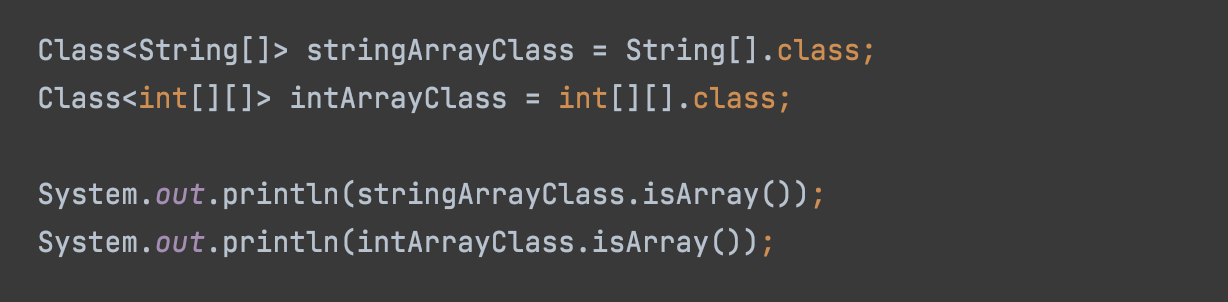 Class<String[]> stringArrayClass = String[].class;
Class<int[][]> intArrayClass = int[][].class;
System.out.println(stringArrayClass.isArray());
System.out.println(intArrayClass.isArray());